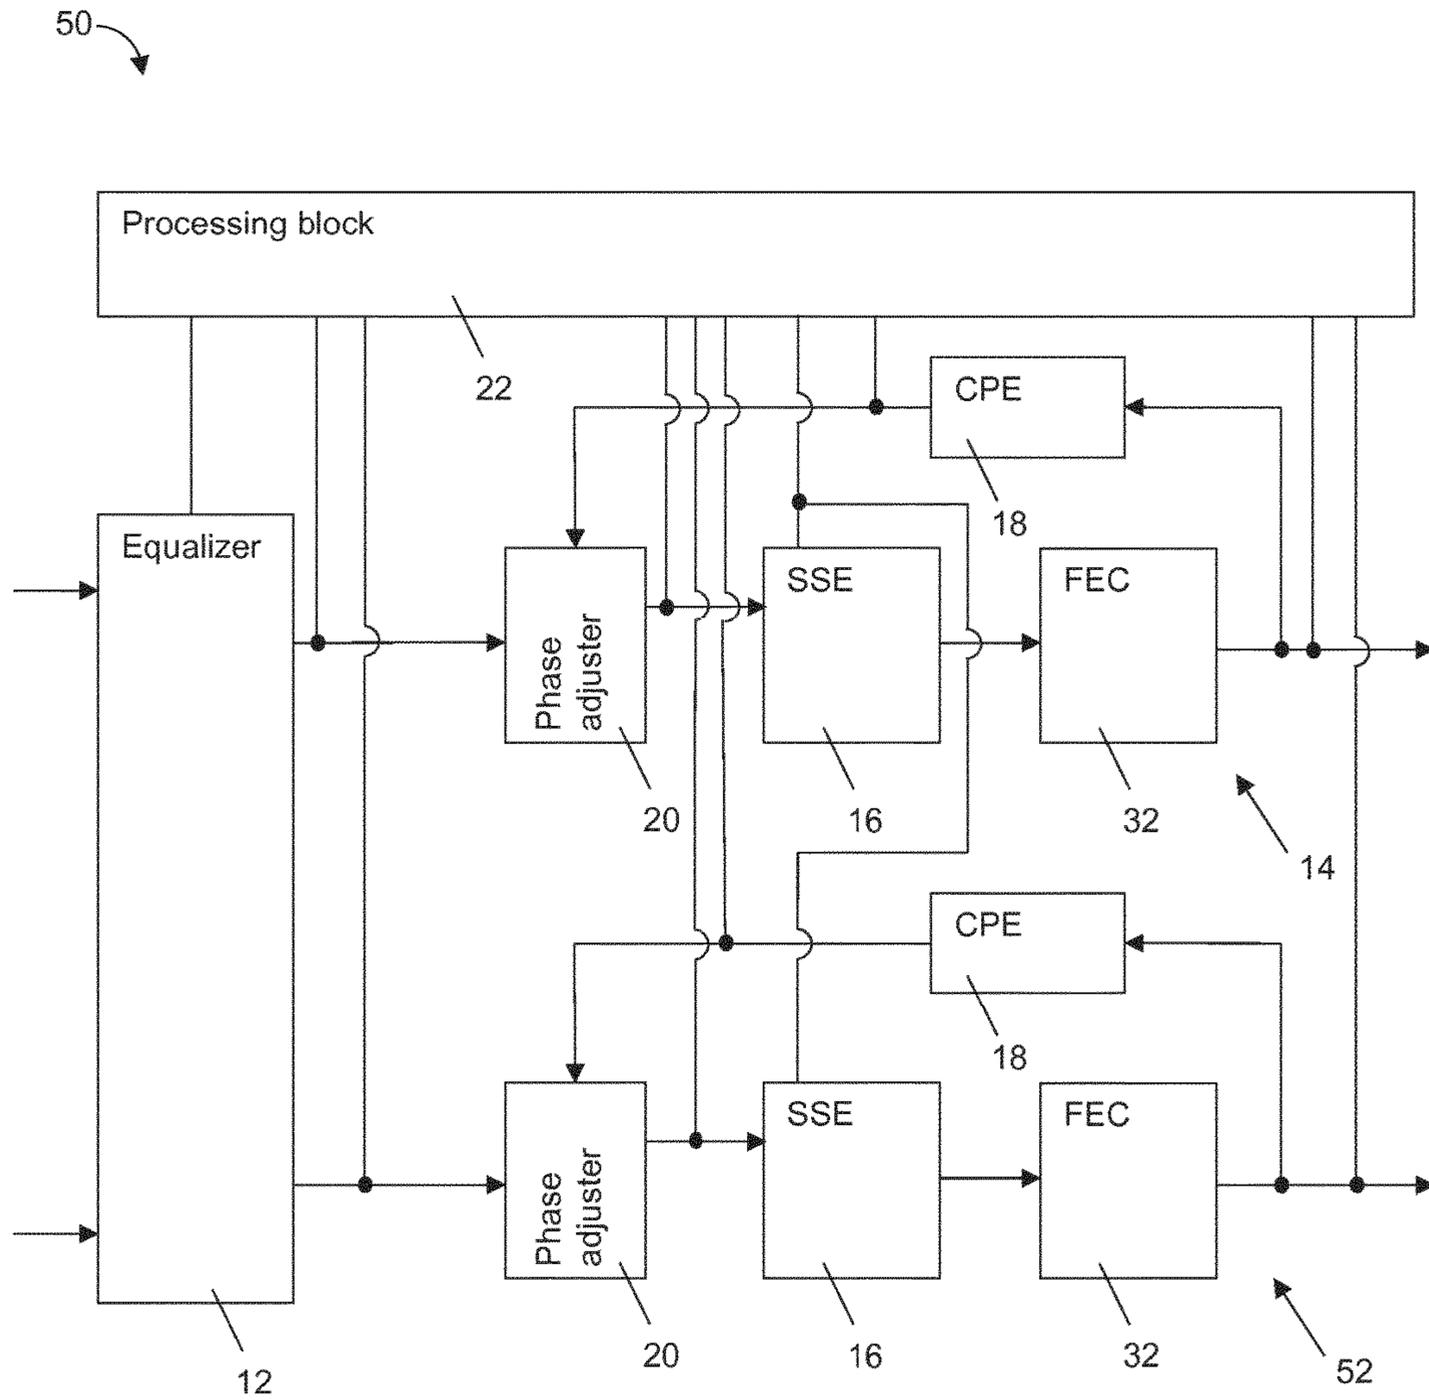 50
Processing block
22
CPE
18
Equalizer
Phase
adjuster
20
SSE
16
FEC
32
14
CPE
18
Phase
adjuster
20
SSE
16
FEC
32
52
12